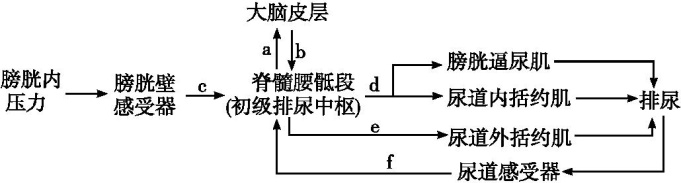 大脑皮层
a
b
膀胱内
压力
膀胱壁
感受器
c
脊髓腰骶段
(初级排尿中枢)
d
膀胱逼尿肌
尿道内括约肌
排尿
e
尿道外括约肌
f
尿道感受器